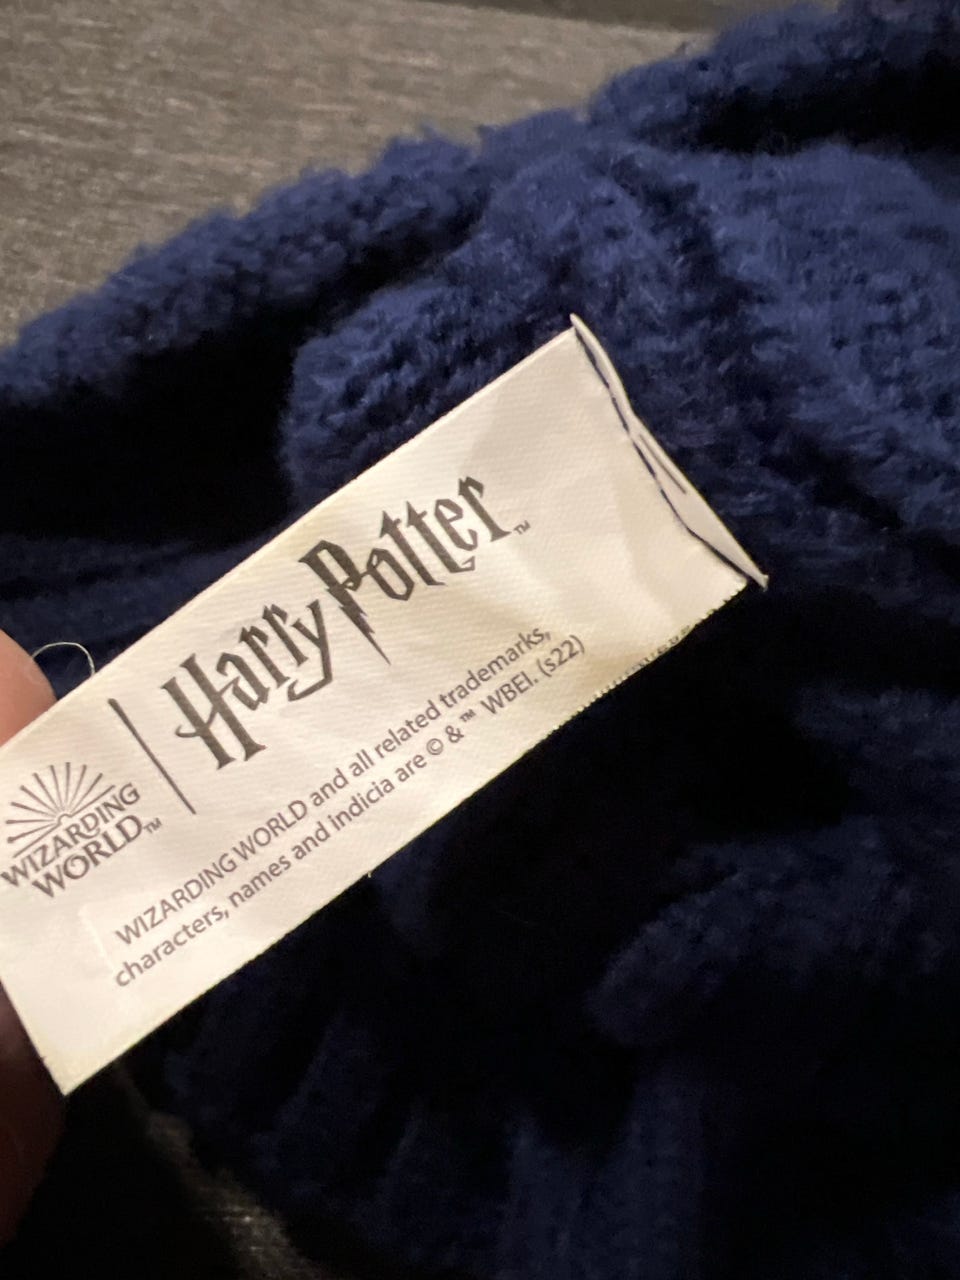 WIZARDING
WORLD™
Harry Potter™
WIZARDING WORLD and all related trademarks,
characters, names and indicia are © & ™ WBEI. (s22)